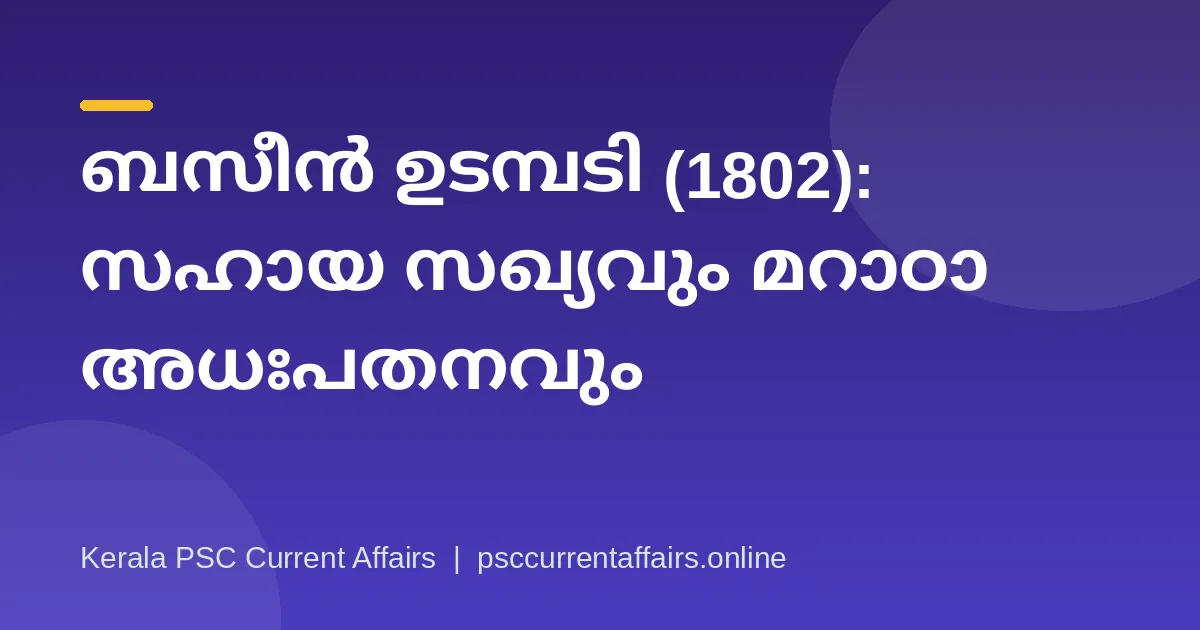 ബസീൻ ഉടമ്പടി (1802):
സഹായ സഖ്യവും മറാഠാ
അധഃപതനവും
Kerala PSC Current Affairs | psccurrentaffairs.online